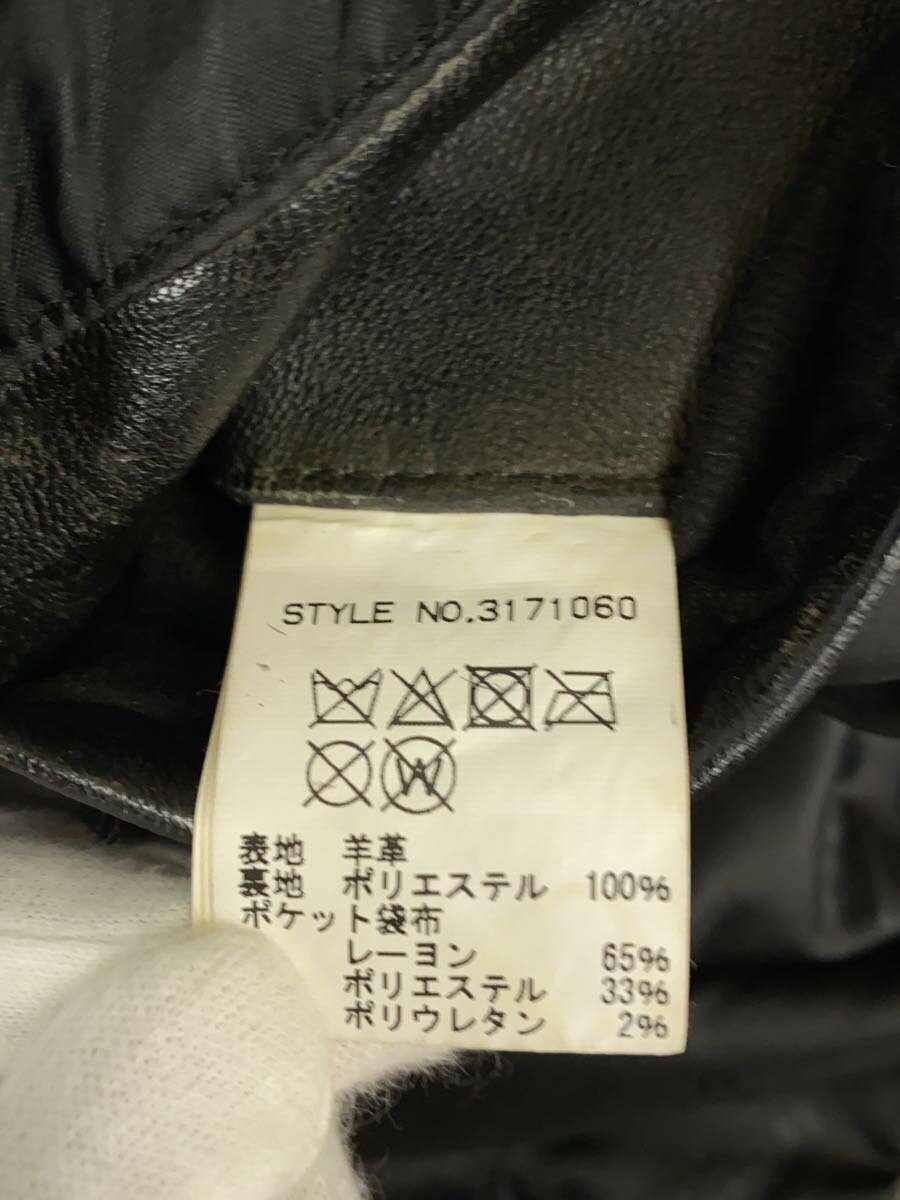 STYLE NO.3171060
W
表地 羊革
裏地 ポリエステル 100%
ポケット袋布
レーヨン 65%
ポリエステル 33%
ポリウレタン 2%